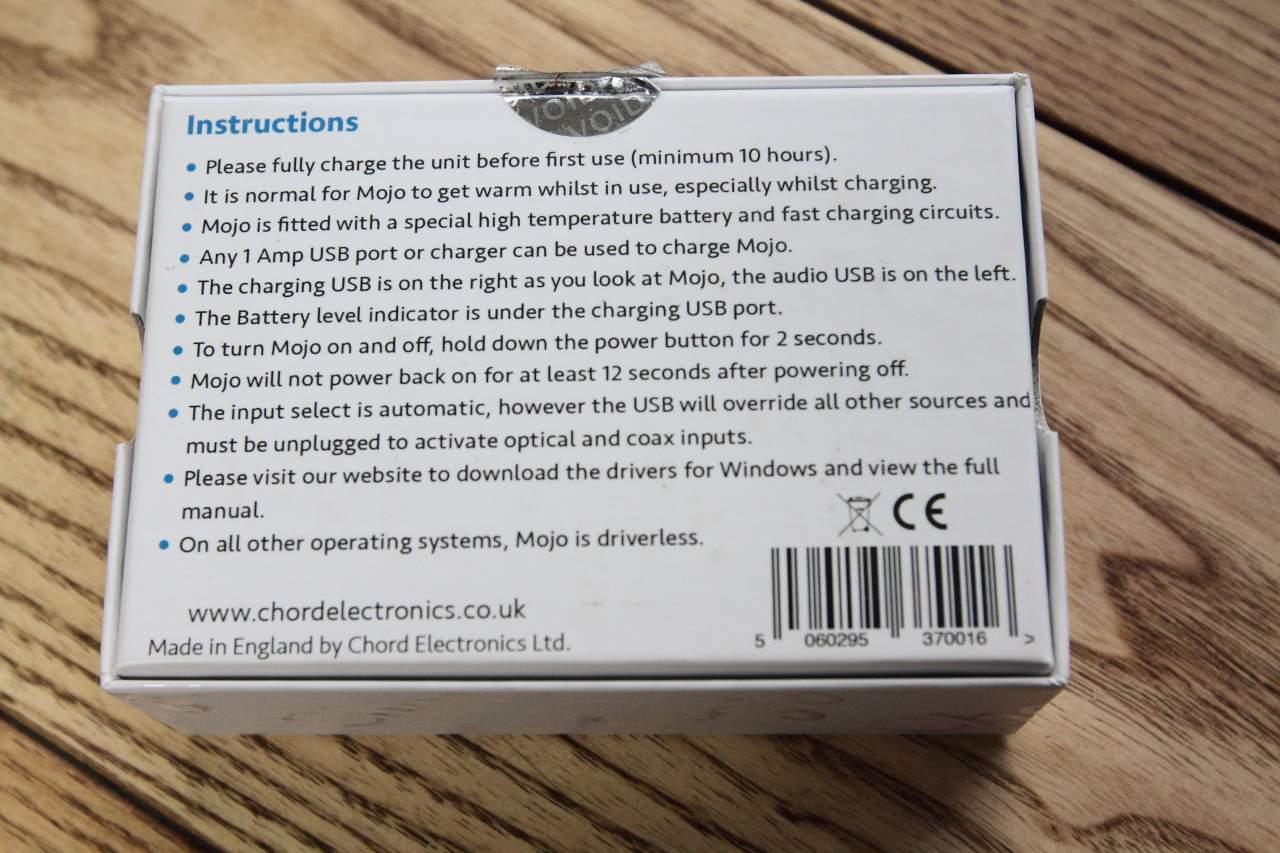 VOID
VOID
Instructions
• Please fully charge the unit before first use (minimum 10 hours).
• It is normal for Mojo to get warm whilst in use, especially whilst charging.
• Mojo is fitted with a special high temperature battery and fast charging circuits.
• Any 1 Amp USB port or charger can be used to charge Mojo.
• The charging USB is on the right as you look at Mojo, the audio USB is on the left.
• The Battery level indicator is under the charging USB port.
• To turn Mojo on and off, hold down the power button for 2 seconds.
• Mojo will not power back on for at least 12 seconds after powering off.
• The input select is automatic, however the USB will override all other sources and
must be unplugged to activate optical and coax inputs.
• Please visit our website to download the drivers for Windows and view the full
manual.
• On all other operating systems, Mojo is driverless.
CE
www.chordelectronics.co.uk
Made in England by Chord Electronics Ltd.
5 060295 370016 >